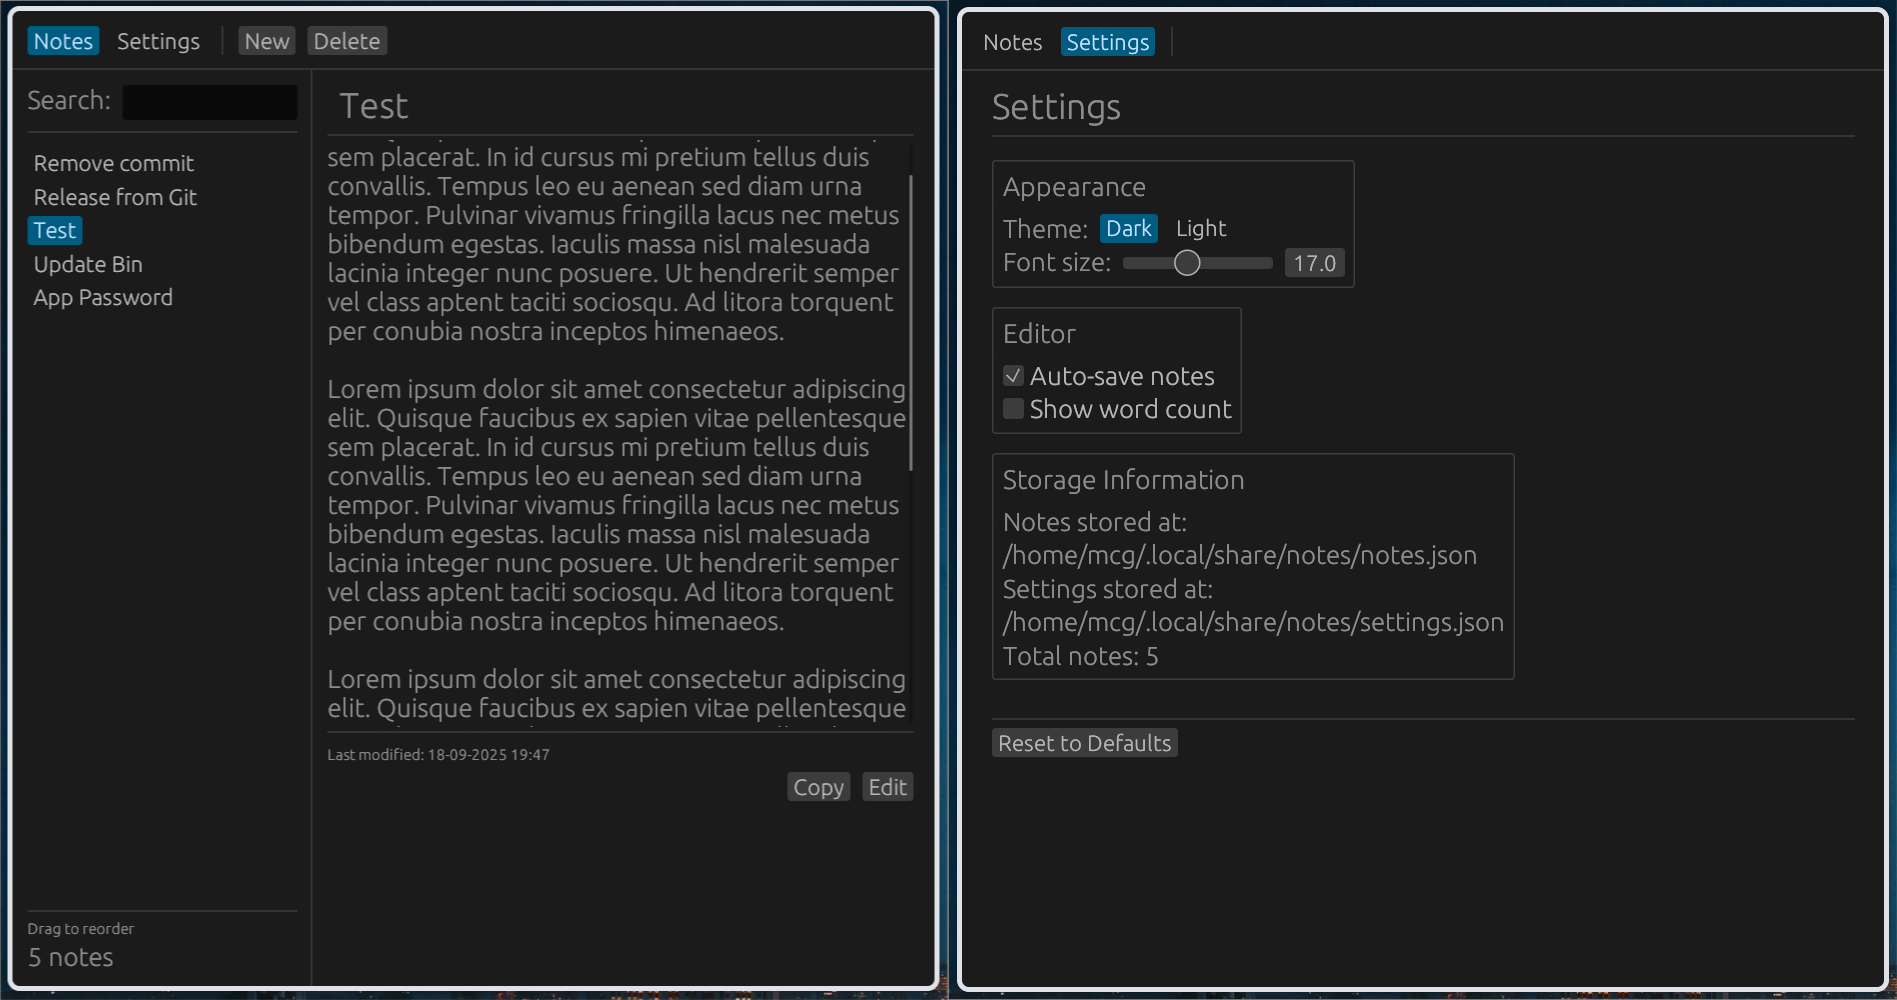 Notes Settings New Delete
Search:
Remove commit
Release from Git
Test
Update Bin
App Password
Drag to reorder
5 notes
Test
sem placerat. In id cursus mi pretium tellus duis
convallis. Tempus leo eu aenean sed diam urna
tempor. Pulvinar vivamus fringilla lacus nec metus
bibendum egestas. Iaculis massa nisl malesuada
lacinia integer nunc posuere. Ut hendrerit semper
vel class aptent taciti sociosqu. Ad litora torquent
per conubia nostra inceptos himenaeos.
Lorem ipsum dolor sit amet consectetur adipiscing
elit. Quisque faucibus ex sapien vitae pellentesque
sem placerat. In id cursus mi pretium tellus duis
convallis. Tempus leo eu aenean sed diam urna
tempor. Pulvinar vivamus fringilla lacus nec metus
bibendum egestas. Iaculis massa nisl malesuada
lacinia integer nunc posuere. Ut hendrerit semper
vel class aptent taciti sociosqu. Ad litora torquent
per conubia nostra inceptos himenaeos.
Lorem ipsum dolor sit amet consectetur adipiscing
elit. Quisque faucibus ex sapien vitae pellentesque
Last modified: 18-09-2025 19:47
Copy Edit
Notes Settings
Settings
Appearance
Theme: Dark Light
Font size: 17.0
Editor
Auto-save notes
Show word count
Storage Information
Notes stored at:
/home/mcg/.local/share/notes/notes.json
Settings stored at:
/home/mcg/.local/share/notes/settings.json
Total notes: 5
Reset to Defaults